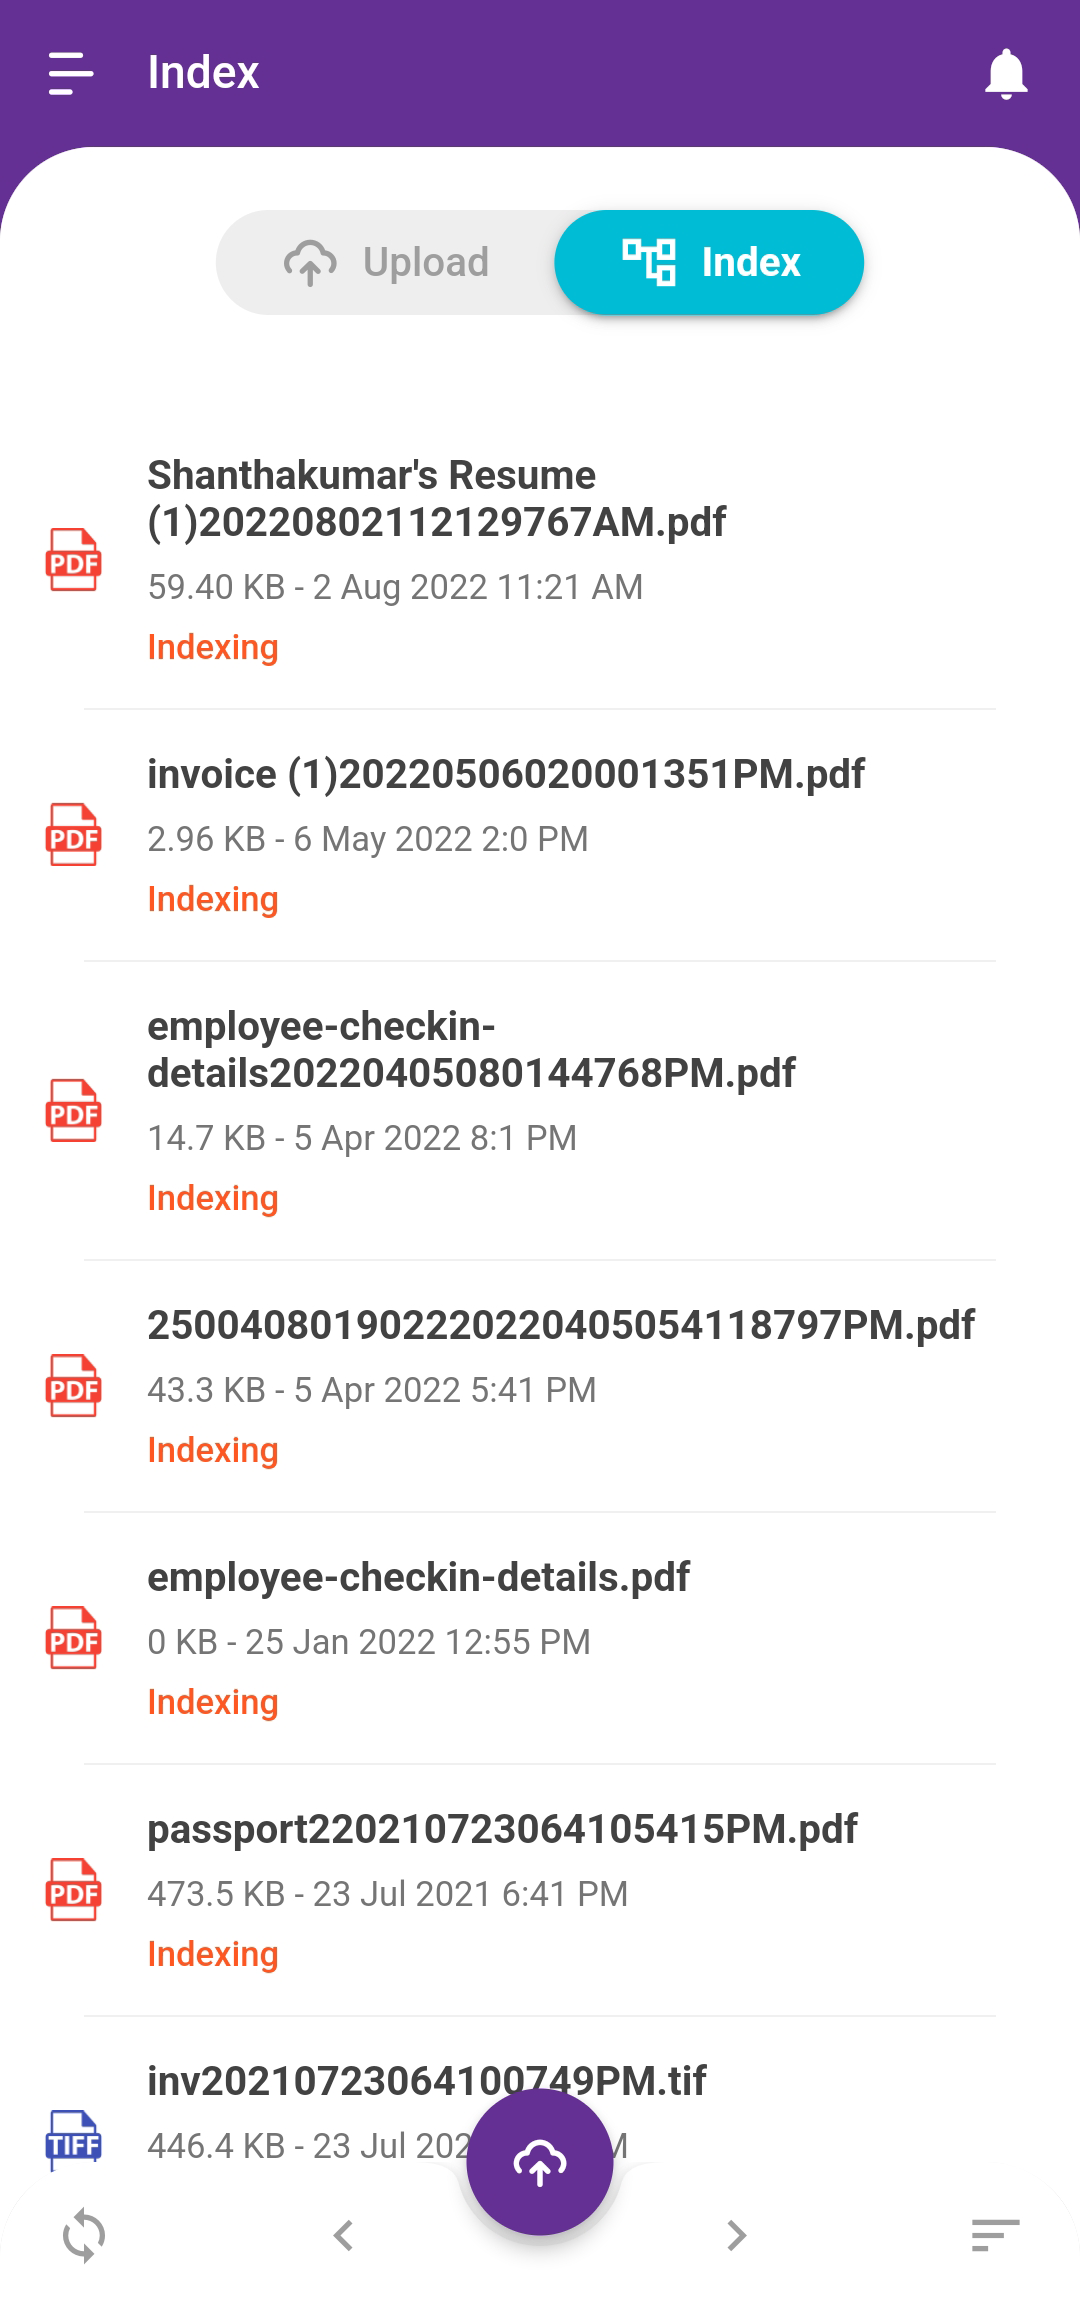 Index
Upload
Index
Shanthakumar's Resume
(1)20220802112129767AM.pdf
PDF
59.40 KB - 2 Aug 2022 11:21 AM
Indexing
invoice (1)20220506020001351PM.pdf
PDF
2.96 KB - 6 May 2022 2:0 PM
Indexing
employee-checkin-
details20220405080144768PM.pdf
PDF
14.7 KB - 5 Apr 2022 8:1 PM
Indexing
250040801902220220405054118797PM.pdf
PDF
43.3 KB - 5 Apr 2022 5:41 PM
Indexing
employee-checkin-details.pdf
PDF
0 KB - 25 Jan 2022 12:55 PM
Indexing
passport220210723064105415PM.pdf
PDF
473.5 KB - 23 Jul 2021 6:41 PM
Indexing
inv20210723064100749PM.tif
TIFF
446.4 KB - 23 Jul 202